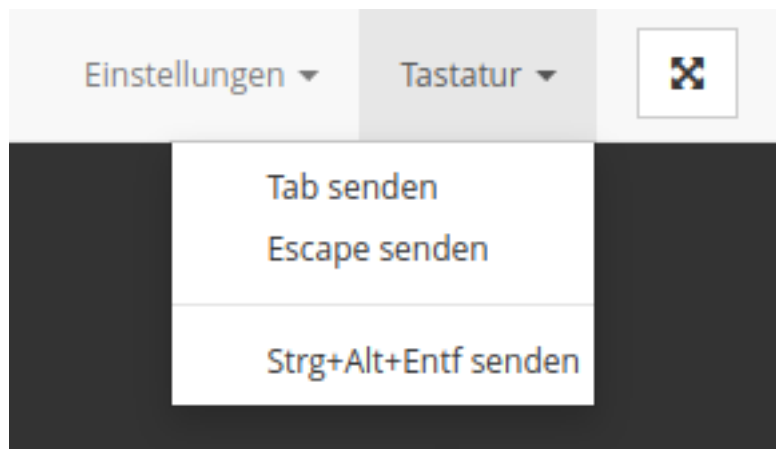 Einstellungen Tastatur
Tab senden
Escape senden
Strg+Alt+Entf senden